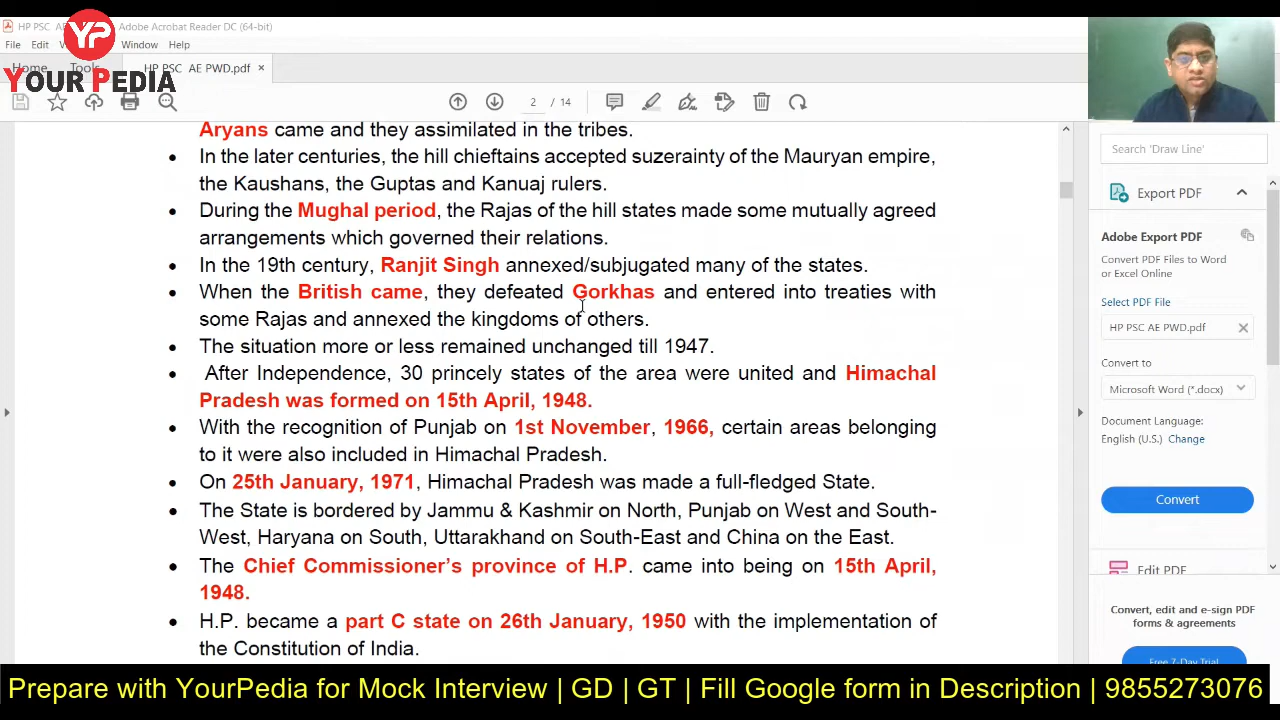 HP PSC AE Adobe Acrobat Reader DC (64-bit)
File Edit Window Help
YP
YOUR PEDIA
Home Tools HP PSC AE PWD.pdf ×
2 / 14
Aryans came and they assimilated in the tribes.
• In the later centuries, the hill chieftains accepted suzerainty of the Mauryan empire,
the Kaushans, the Guptas and Kanuaj rulers.
• During the Mughal period, the Rajas of the hill states made some mutually agreed
arrangements which governed their relations.
• In the 19th century, Ranjit Singh annexed/subjugated many of the states.
• When the British came, they defeated Gorkhas and entered into treaties with
some Rajas and annexed the kingdoms of others.
• The situation more or less remained unchanged till 1947.
• After Independence, 30 princely states of the area were united and Himachal
Pradesh was formed on 15th April, 1948.
• With the recognition of Punjab on 1st November, 1966, certain areas belonging
to it were also included in Himachal Pradesh.
• On 25th January, 1971, Himachal Pradesh was made a full-fledged State.
• The State is bordered by Jammu & Kashmir on North, Punjab on West and South-
West, Haryana on South, Uttarakhand on South-East and China on the East.
• The Chief Commissioner's province of H.P. came into being on 15th April,
1948.
• H.P. became a part C state on 26th January, 1950 with the implementation of
the Constitution of India.
Search 'Draw Line'
Export PDF
Adobe Export PDF
Convert PDF Files to Word
or Excel Online
Select PDF File
HP PSC AE PWD.pdf
Convert to
Microsoft Word (*.docx)
Document Language:
English (U.S.) Change
Convert
Edit PDF
Convert, edit and e-sign PDF
forms & agreements
Free 7-Day Trial
Prepare with YourPedia for Mock Interview | GD | GT | Fill Google form in Description | 9855273076